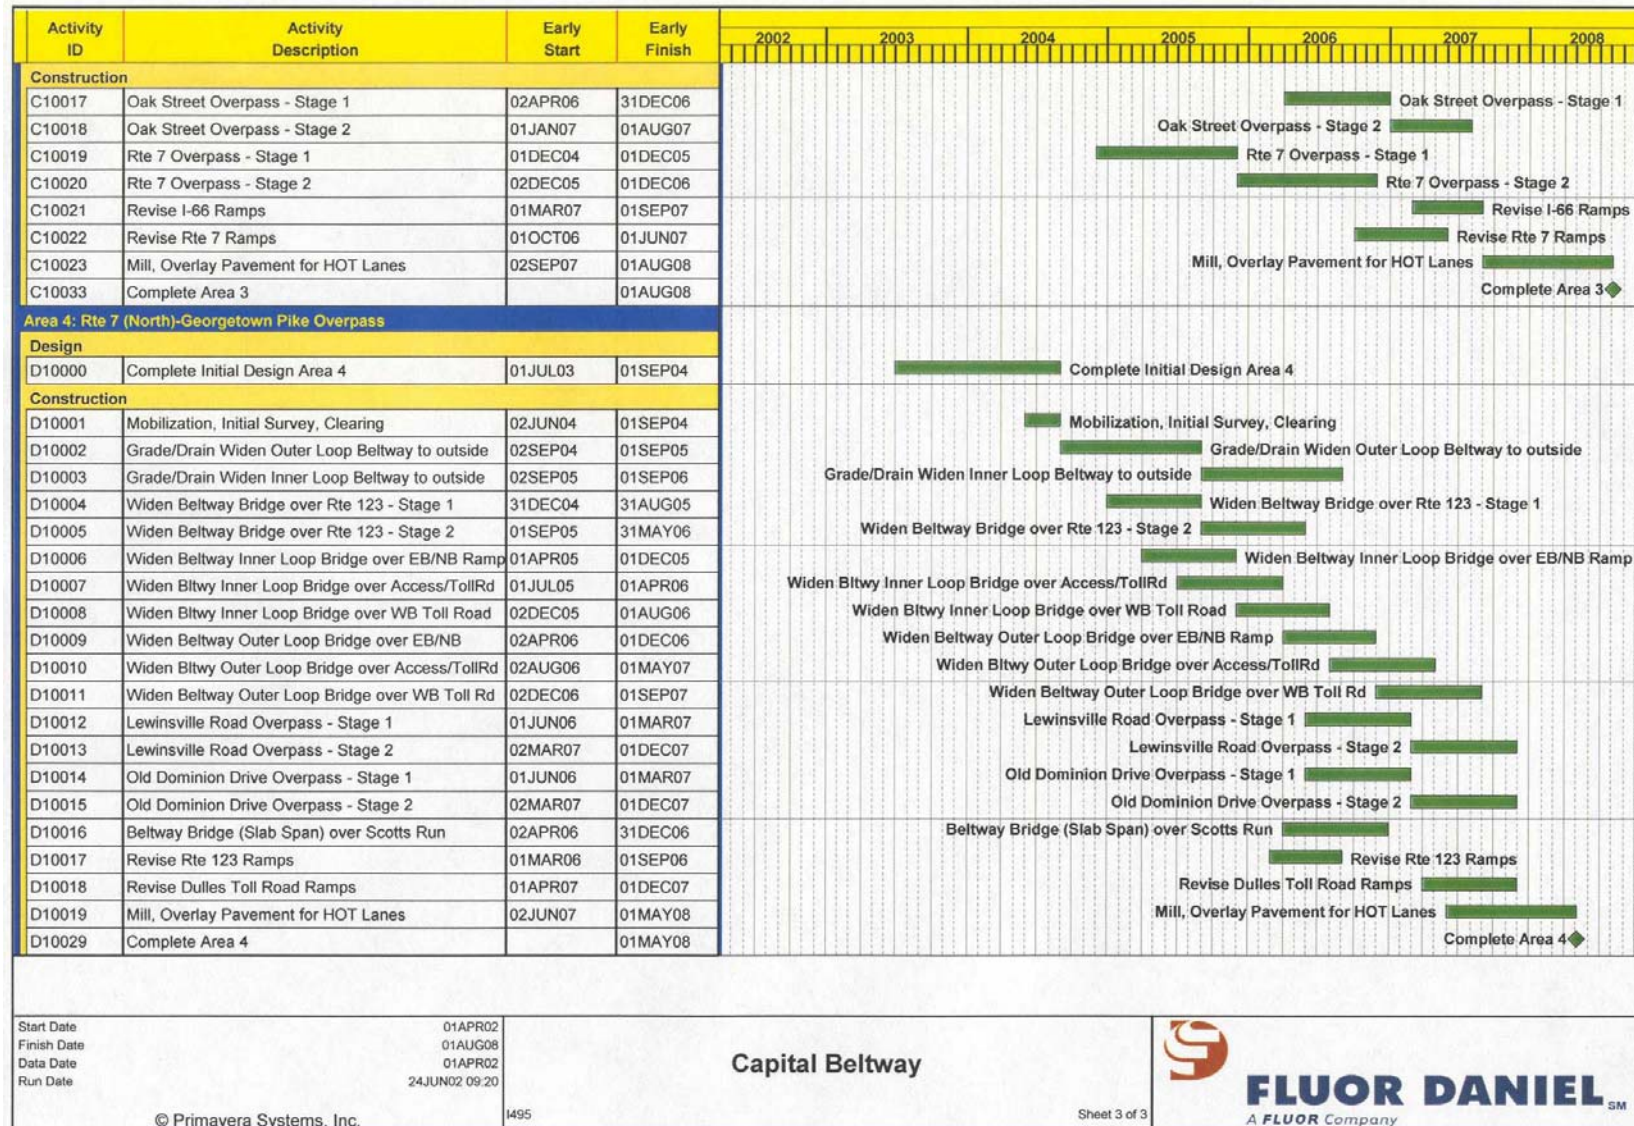 Activity ID Activity Description Early Start Early Finish 2002 2003 2004 2005 2006 2007 2008
Construction
C10017 Oak Street Overpass - Stage 1 02APR06 31DEC06 Oak Street Overpass - Stage 1
C10018 Oak Street Overpass - Stage 2 01JAN07 01AUG07 Oak Street Overpass - Stage 2
C10019 Rte 7 Overpass - Stage 1 01DEC04 01DEC05 Rte 7 Overpass - Stage 1
C10020 Rte 7 Overpass - Stage 2 02DEC05 01DEC06 Rte 7 Overpass - Stage 2
C10021 Revise I-66 Ramps 01MAR07 01SEP07 Revise I-66 Ramps
C10022 Revise Rte 7 Ramps 01OCT06 01JUN07 Revise Rte 7 Ramps
C10023 Mill, Overlay Pavement for HOT Lanes 02SEP07 01AUG08 Mill, Overlay Pavement for HOT Lanes
C10033 Complete Area 3 01AUG08 Complete Area 3
Area 4: Rte 7 (North)-Georgetown Pike Overpass
Design
D10000 Complete Initial Design Area 4 01JUL03 01SEP04 Complete Initial Design Area 4
Construction
D10001 Mobilization, Initial Survey, Clearing 02JUN04 01SEP04 Mobilization, Initial Survey, Clearing
D10002 Grade/Drain Widen Outer Loop Beltway to outside 02SEP04 01SEP05 Grade/Drain Widen Outer Loop Beltway to outside
D10003 Grade/Drain Widen Inner Loop Beltway to outside 02SEP05 01SEP06 Grade/Drain Widen Inner Loop Beltway to outside
D10004 Widen Beltway Bridge over Rte 123 - Stage 1 31DEC04 31AUG05 Widen Beltway Bridge over Rte 123 - Stage 1
D10005 Widen Beltway Bridge over Rte 123 - Stage 2 01SEP05 31MAY06 Widen Beltway Bridge over Rte 123 - Stage 2
D10006 Widen Beltway Inner Loop Bridge over EB/NB Ramp 01APR05 01DEC05 Widen Beltway Inner Loop Bridge over EB/NB Ramp
D10007 Widen Bltwy Inner Loop Bridge over Access/TollRd 01JUL05 01APR06 Widen Bltwy Inner Loop Bridge over Access/TollRd
D10008 Widen Bltwy Inner Loop Bridge over WB Toll Road 02DEC05 01AUG06 Widen Bltwy Inner Loop Bridge over WB Toll Road
D10009 Widen Beltway Outer Loop Bridge over EB/NB 02APR06 01DEC06 Widen Beltway Outer Loop Bridge over EB/NB Ramp
D10010 Widen Bltwy Outer Loop Bridge over Access/TollRd 02AUG06 01MAY07 Widen Bltwy Outer Loop Bridge over Access/TollRd
D10011 Widen Beltway Outer Loop Bridge over WB Toll Rd 02DEC06 01SEP07 Widen Beltway Outer Loop Bridge over WB Toll Rd
D10012 Lewinsville Road Overpass - Stage 1 01JUN06 01MAR07 Lewinsville Road Overpass - Stage 1
D10013 Lewinsville Road Overpass - Stage 2 02MAR07 01DEC07 Lewinsville Road Overpass - Stage 2
D10014 Old Dominion Drive Overpass - Stage 1 01JUN06 01MAR07 Old Dominion Drive Overpass - Stage 1
D10015 Old Dominion Drive Overpass - Stage 2 02MAR07 01DEC07 Old Dominion Drive Overpass - Stage 2
D10016 Beltway Bridge (Slab Span) over Scotts Run 02APR06 31DEC06 Beltway Bridge (Slab Span) over Scotts Run
D10017 Revise Rte 123 Ramps 01MAR06 01SEP06 Revise Rte 123 Ramps
D10018 Revise Dulles Toll Road Ramps 01APR07 01DEC07 Revise Dulles Toll Road Ramps
D10019 Mill, Overlay Pavement for HOT Lanes 02JUN07 01MAY08 Mill, Overlay Pavement for HOT Lanes
D10029 Complete Area 4 01MAY08 Complete Area 4
Start Date 01APR02
Finish Date 01AUG08
Data Date 01APR02
Run Date 24JUN02 09:20
© Primavera Systems, Inc.
I495
Capital Beltway
Sheet 3 of 3
FLUOR DANIEL SM
A FLUOR Company